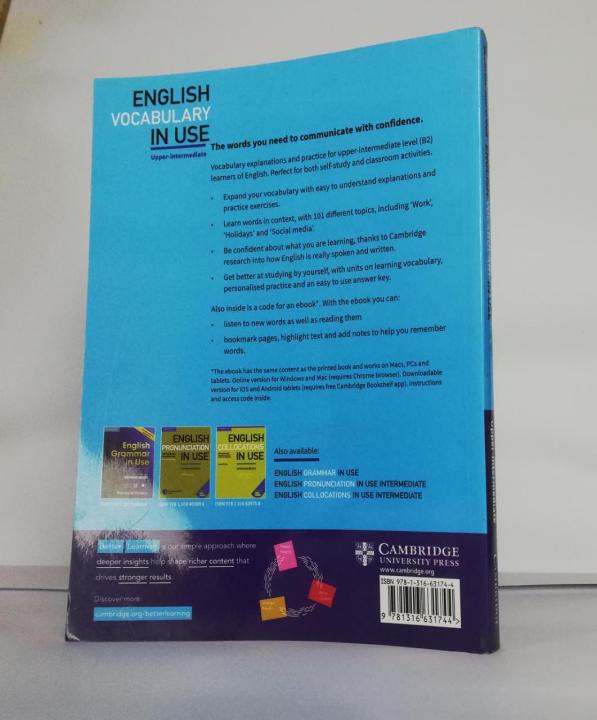 ENGLISH
VOCABULARY
IN USE
Upper-intermediate
The words you need to communicate with confidence.
Vocabulary explanations and practice for upper-intermediate level (B2)
learners of English. Perfect for both self-study and classroom activities.
• Expand your vocabulary with easy to understand explanations and
practice exercises.
• Learn words in context, with 101 different topics, including 'Work',
'Holidays' and 'Social media'.
• Be confident about what you are learning, thanks to Cambridge
research into how English is really spoken and written.
• Get better at studying by yourself, with units on learning vocabulary,
personalised practice and an easy to use answer key.
Also inside is a code for an ebook*. With the ebook you can:
• listen to new words as well as reading them
• bookmark pages, highlight text and add notes to help you remember
words.
*The ebook has the same content as the printed book and works on Macs, PCs and
tablets. Online version for Windows and Mac (requires Chrome browser). Downloadable
version for iOS and Android tablets (requires free Cambridge Bookshelf app). Instructions
and access code inside.
English
Grammar
in Use
ENGLISH
PRONUNCIATION
IN USE
ENGLISH
COLLOCATIONS
IN USE
Also available:
ENGLISH GRAMMAR IN USE
ENGLISH PRONUNCIATION IN USE INTERMEDIATE
ENGLISH COLLOCATIONS IN USE INTERMEDIATE
Better Learning is our simple approach where
deeper insights help shape richer content that
drives stronger results.
Discover more:
cambridge.org/betterlearning
CAMBRIDGE
UNIVERSITY PRESS
www.cambridge.org
ISBN 978-1-316-63174-4
9 781316 631744 >
Upper-intermediate